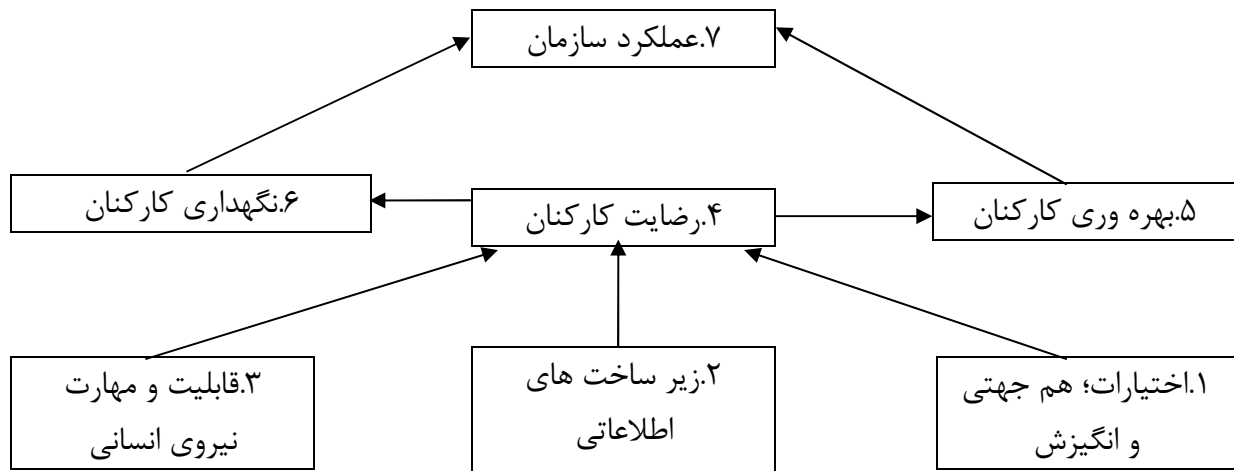 ۷.عملکرد سازمان
۵.بهره وری کارکنان
۴.رضایت کارکنان
۶.نگهداری کارکنان
۱.اختیارات؛ هم جهتی
و انگیزش
۲.زیر ساخت های
اطلاعاتی
۳.قابلیت و مهارت
نیروی انسانی